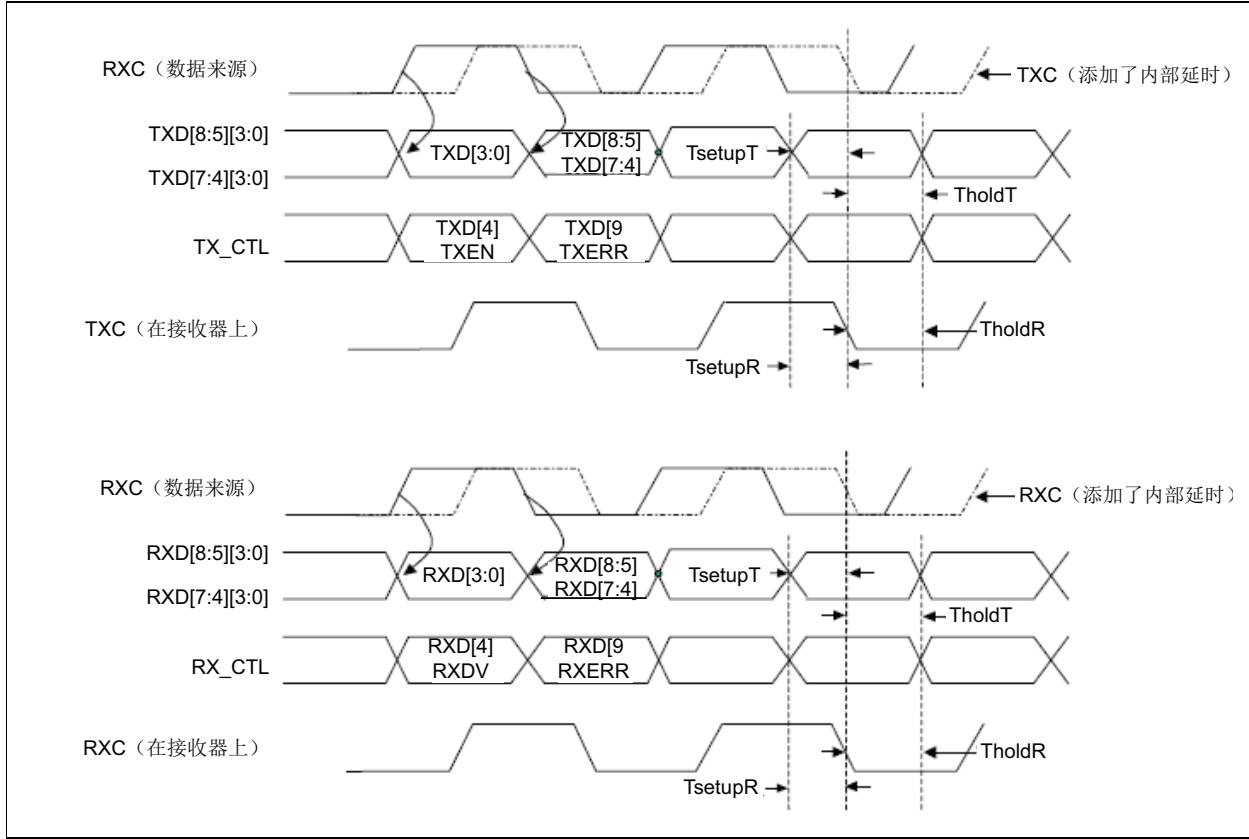 RXC（数据来源）
TXC（添加了内部延时）
TXD[8:5][3:0]
TXD[7:4][3:0]
TXD[3:0]
TXD[8:5]
TXD[7:4]
TsetupT
TholdT
TX_CTL
TXD[4]
TXEN
TXD[9
TXERR
TXC（在接收器上）
TholdR
TsetupR
RXC（数据来源）
RXC（添加了内部延时）
RXD[8:5][3:0]
RXD[7:4][3:0]
RXD[3:0]
RXD[8:5]
RXD[7:4]
TsetupT
TholdT
RX_CTL
RXD[4]
RXDV
RXD[9
RXERR
RXC（在接收器上）
TholdR
TsetupR